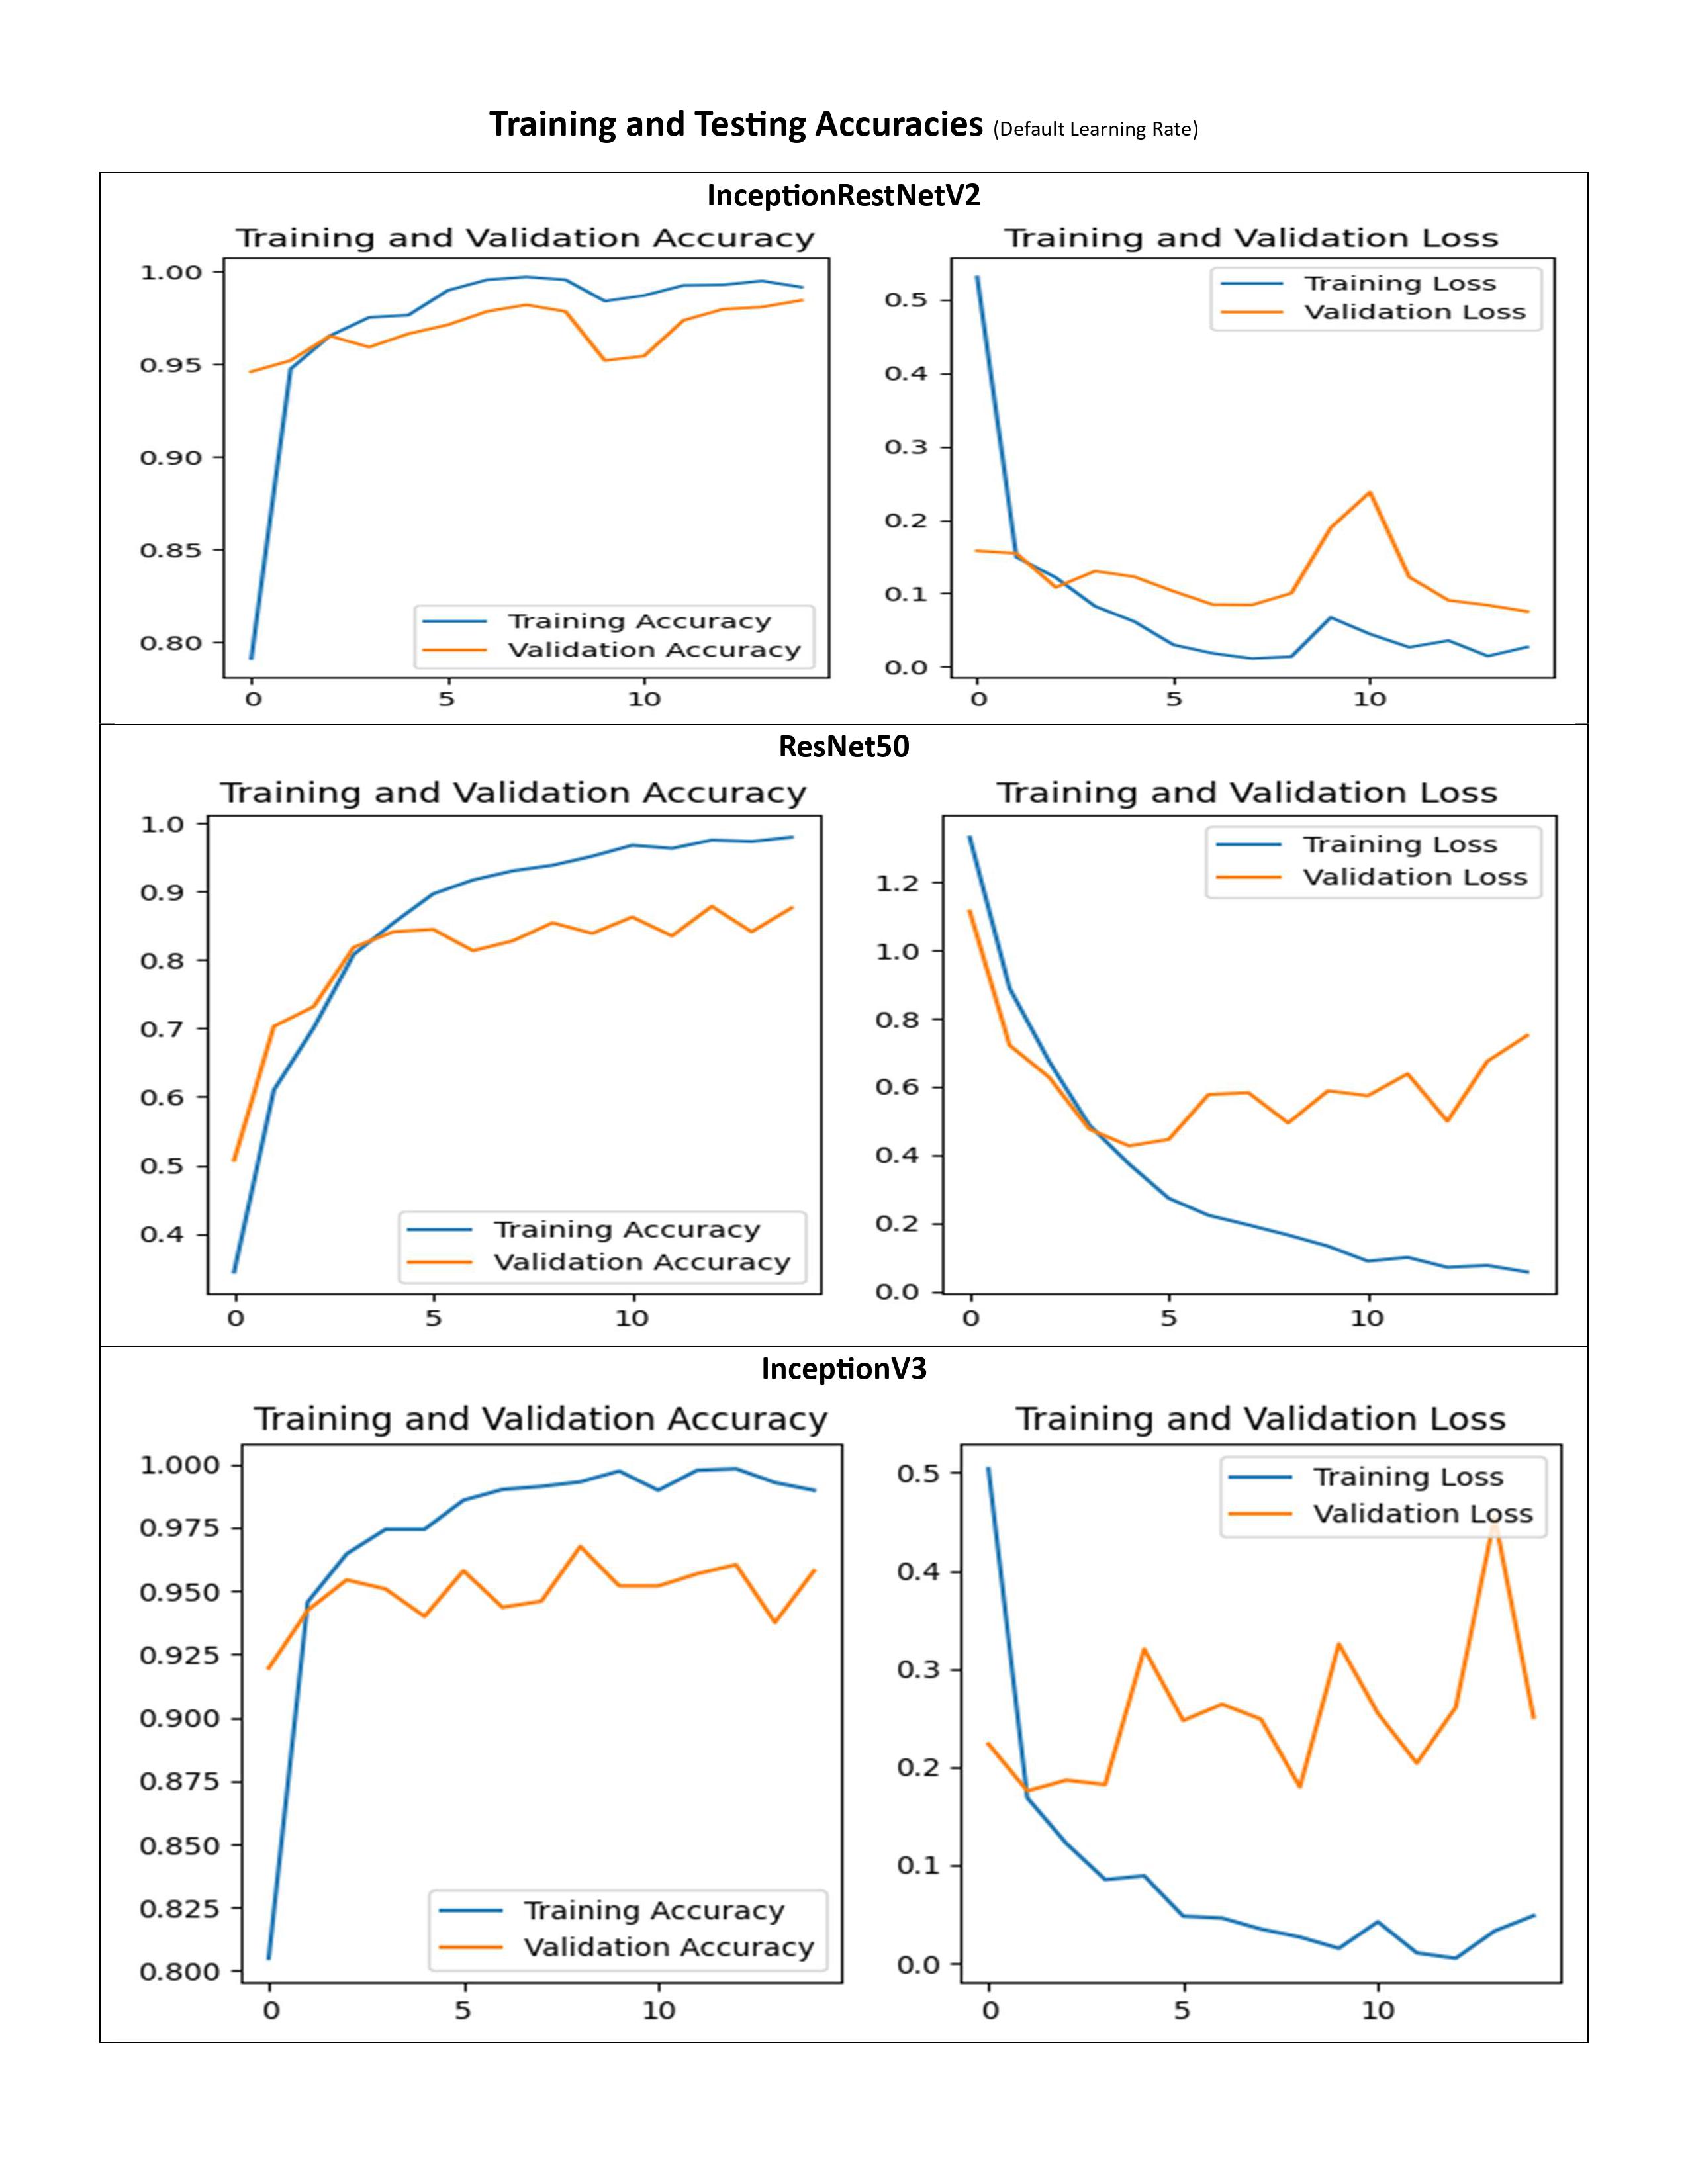 Training and Testing Accuracies (Default Learning Rate)
InceptionRestNetV2
Training and Validation Accuracy
1.00
0.95
0.90
0.85
0.80
Training Accuracy
Validation Accuracy
0 5 10
Training and Validation Loss
Training Loss
Validation Loss
0.5
0.4
0.3
0.2
0.1
0.0
0 5 10
ResNet50
Training and Validation Accuracy
1.0
0.9
0.8
0.7
0.6
0.5
0.4
Training Accuracy
Validation Accuracy
0 5 10
Training and Validation Loss
Training Loss
Validation Loss
1.2
1.0
0.8
0.6
0.4
0.2
0.0
0 5 10
InceptionV3
Training and Validation Accuracy
1.000
0.975
0.950
0.925
0.900
0.875
0.850
0.825
0.800
Training Accuracy
Validation Accuracy
0 5 10
Training and Validation Loss
Training Loss
Validation Loss
0.5
0.4
0.3
0.2
0.1
0.0
0 5 10